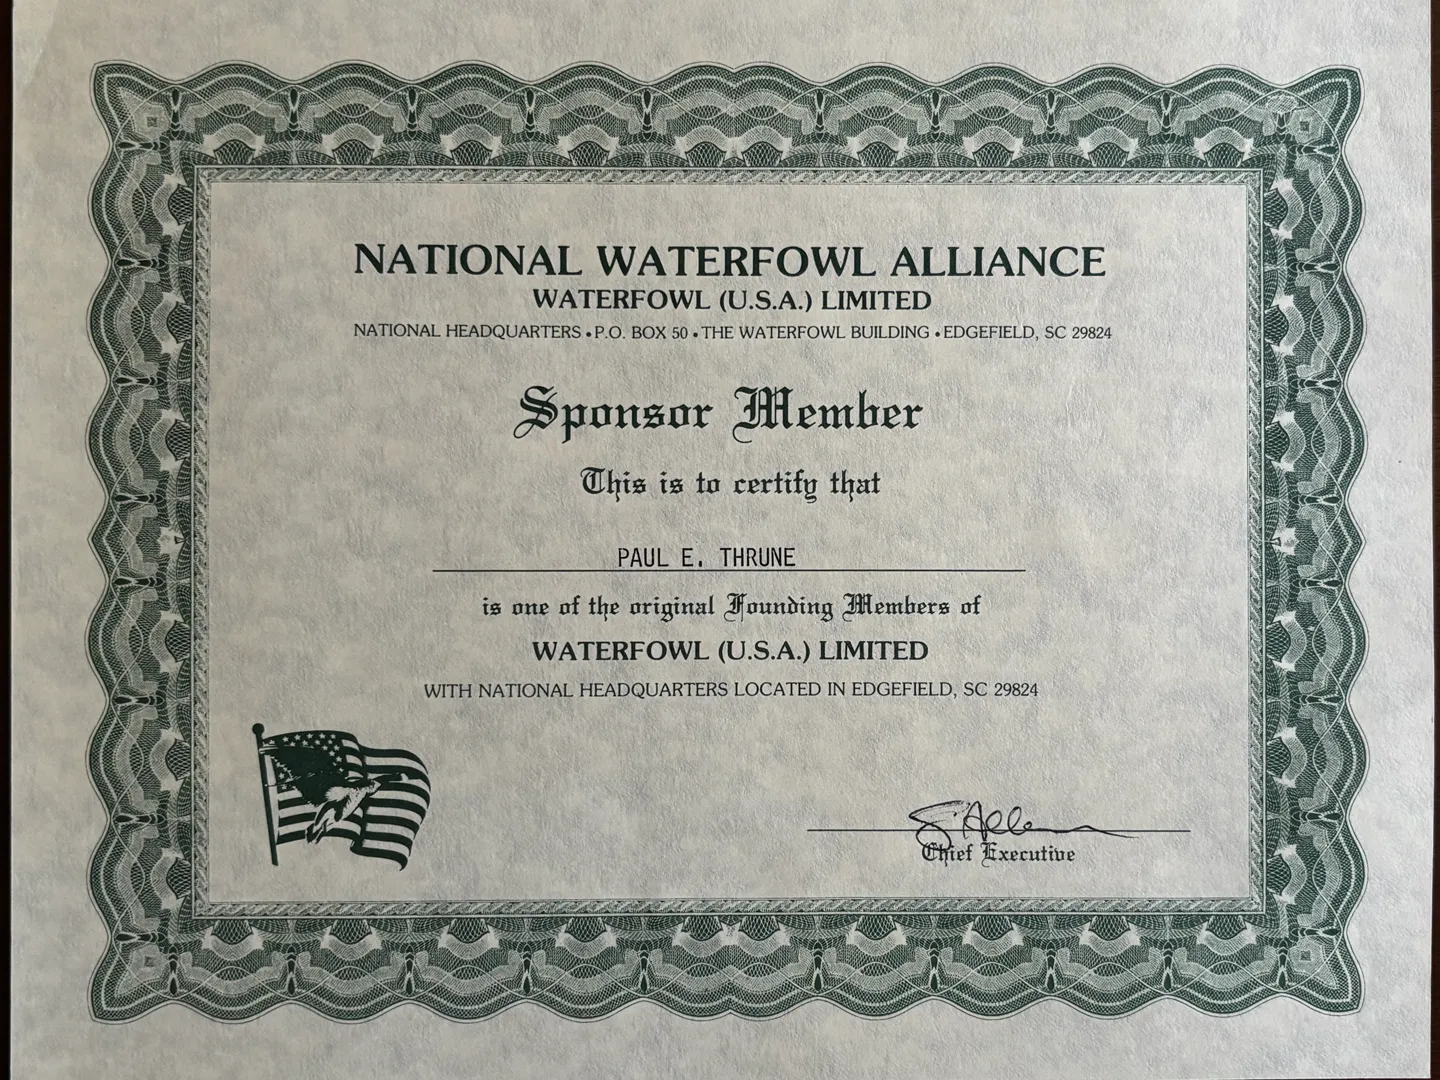 NATIONAL WATERFOWL ALLIANCE
WATERFOWL (U.S.A.) LIMITED
NATIONAL HEADQUARTERS • P.O. BOX 50 • THE WATERFOWL BUILDING • EDGEFIELD, SC 29824
Sponsor Member
This is to certify that
PAUL E. THRUNE
is one of the original Founding Members of
WATERFOWL (U.S.A.) LIMITED
WITH NATIONAL HEADQUARTERS LOCATED IN EDGEFIELD, SC 29824
Chief Executive